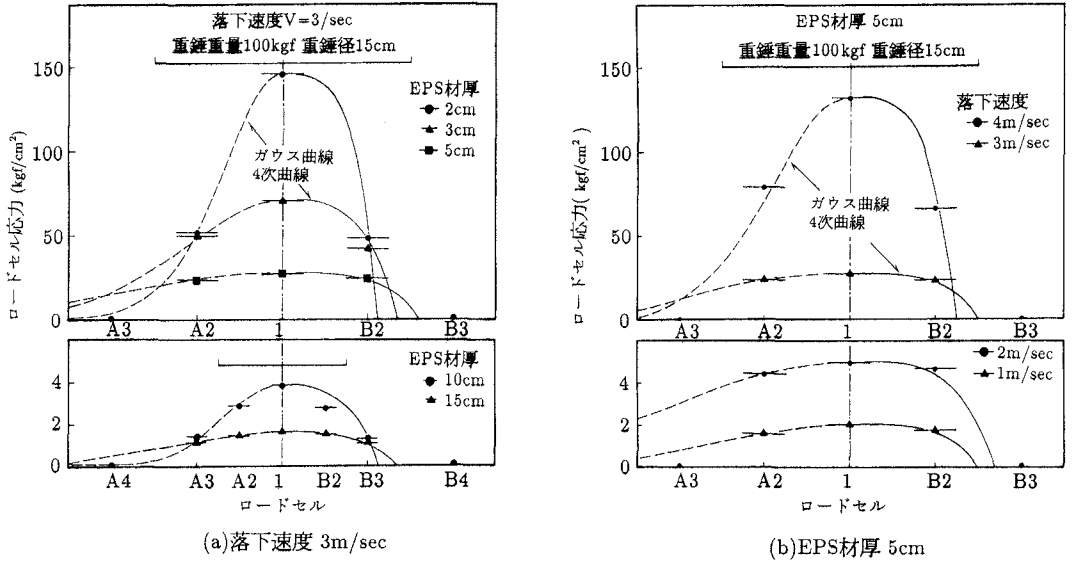 落下速度V=3/sec
重錘重量100kgf 重錘径15cm
150
100
50
0
ロードセル応力 (kgf/cm²)
EPS材厚
2cm
3cm
5cm
ガウス曲線
4次曲線
A3 A2 1 B2 B3
EPS材厚
10cm
15cm
4
2
0
A4 A3 A2 1 B2 B3 B4
ロードセル
(a)落下速度 3m/sec
EPS材厚 5cm
重錘重量100kgf 重錘径15cm
150
100
50
0
ロードセル応力( kgf/cm²)
落下速度
4m/sec
3m/sec
ガウス曲線
4次曲線
A3 A2 1 B2 B3
2m/sec
1m/sec
4
2
0
A3 A2 1 B2 B3
ロードセル
(b)EPS材厚 5cm